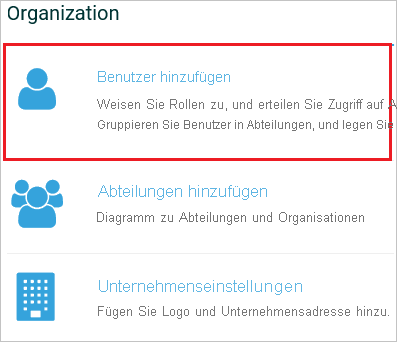 Organization
Benutzer hinzufügen
Weisen Sie Rollen zu, und erteilen Sie Zugriff auf
Gruppieren Sie Benutzer in Abteilungen, und legen Sie
Abteilungen hinzufügen
Diagramm zu Abteilungen und Organisationen
Unternehmenseinstellungen
Fügen Sie Logo und Unternehmensadresse hinzu.